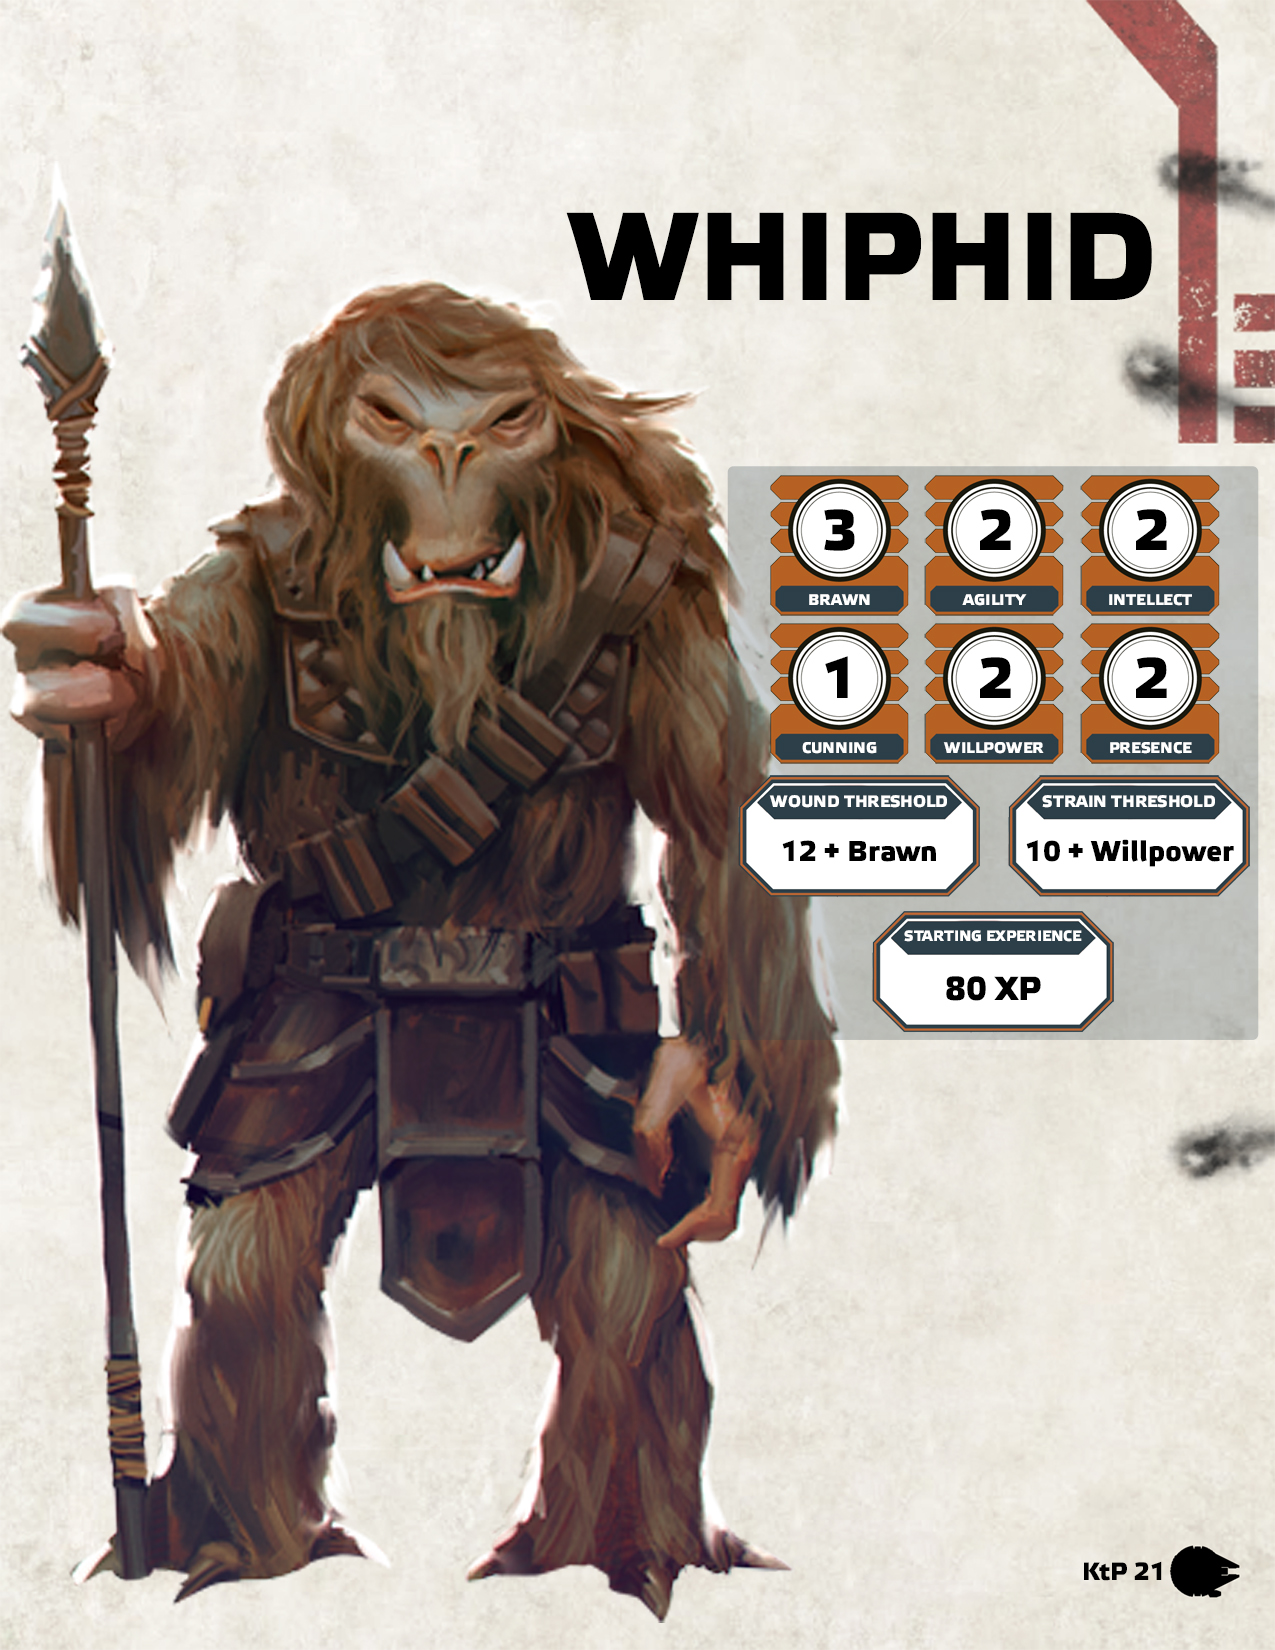 WHIPHID
3 2 2
BRAWN AGILITY INTELLECT
1 2 2
CUNNING WILLPOWER PRESENCE
WOUND THRESHOLD STRAIN THRESHOLD
12 + Brawn 10 + Willpower
STARTING EXPERIENCE
80 XP
KtP 21